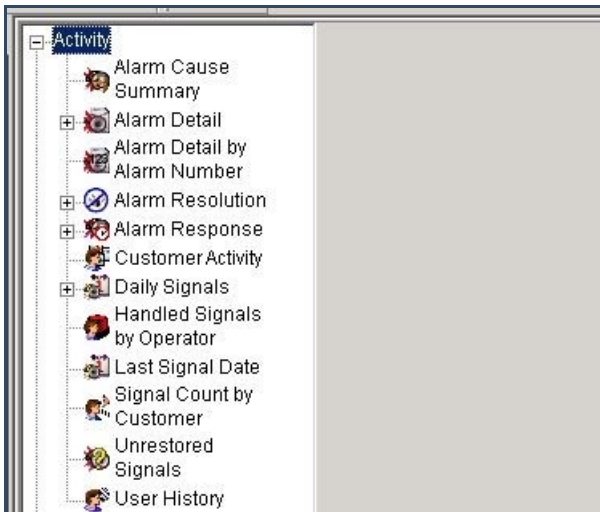 Activity
Alarm Cause
Summary
Alarm Detail
Alarm Detail by
Alarm Number
Alarm Resolution
Alarm Response
Customer Activity
Daily Signals
Handled Signals
by Operator
Last Signal Date
Signal Count by
Customer
Unrestored
Signals
User History